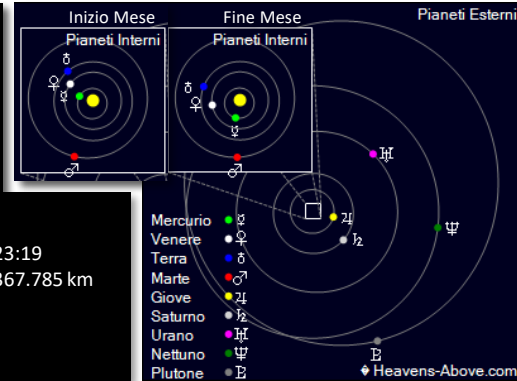 Inizio Mese
Fine Mese
Pianeti Esterni
Pianeti Interni
Pianeti Interni
♁
♀
☿
♂
♁
♀
☿
♂
♅
♃
♄
♆
♇
23:19
367.785 km
Mercurio ☿
Venere ♀
Terra ♁
Marte ♂
Giove ♃
Saturno ♄
Urano ♅
Nettuno ♆
Plutone ♇
Heavens-Above.com